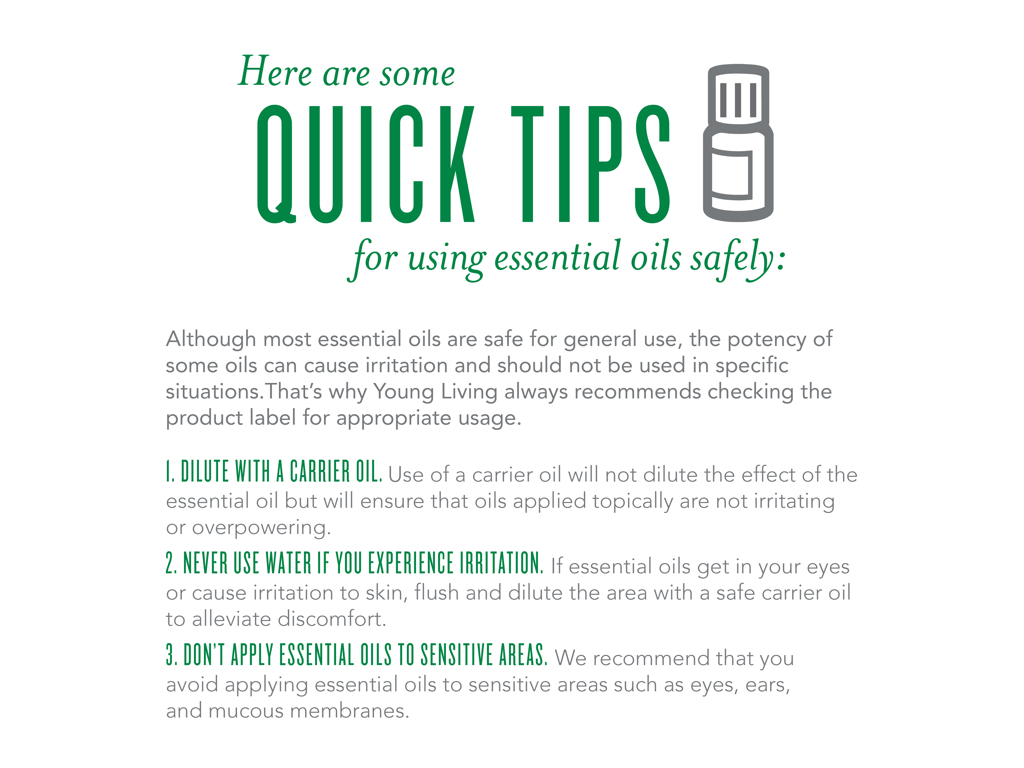 Here are some
QUICK TIPS
for using essential oils safely:
Although most essential oils are safe for general use, the potency of
some oils can cause irritation and should not be used in specific
situations.That’s why Young Living always recommends checking the
product label for appropriate usage.
1. DILUTE WITH A CARRIER OIL. Use of a carrier oil will not dilute the effect of the
essential oil but will ensure that oils applied topically are not irritating
or overpowering.
2. NEVER USE WATER IF YOU EXPERIENCE IRRITATION. If essential oils get in your eyes
or cause irritation to skin, flush and dilute the area with a safe carrier oil
to alleviate discomfort.
3. DON’T APPLY ESSENTIAL OILS TO SENSITIVE AREAS. We recommend that you
avoid applying essential oils to sensitive areas such as eyes, ears,
and mucous membranes.